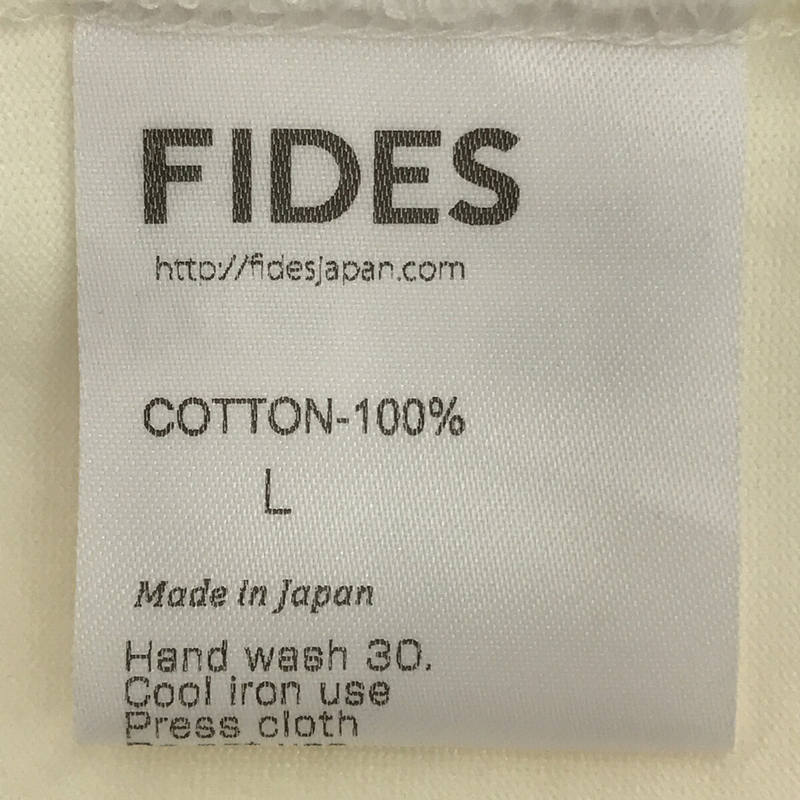 FIDES
http://fidesjapan.com
COTTON-100%
L
Made in Japan
Hand wash 30.
Cool iron use
Press cloth